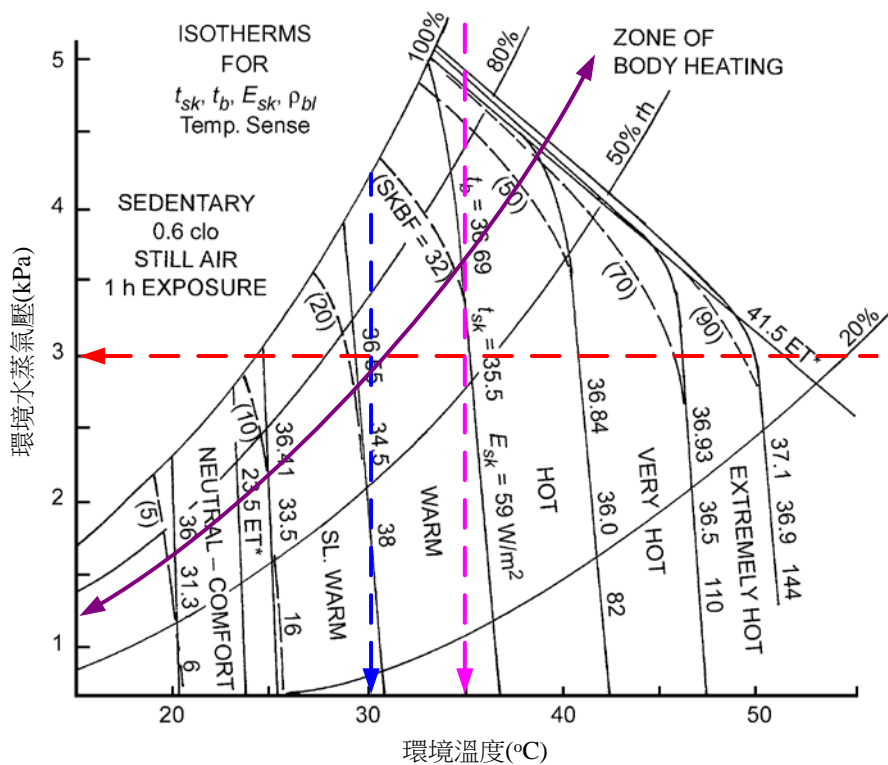 ISOTHERMS
FOR
t_sk, t_b, E_sk, ρ_bl
Temp. Sense
SEDENTARY
0.6 clo
STILL AIR
1 h EXPOSURE
ZONE OF
BODY HEATING
100%
80%
50% rh
20%
41.5 ET*
(5)
(10)
(20)
(SKBF = 32)
(50)
(70)
(90)
36
31.3
6
NEUTRAL – COMFORT
23.5 ET*
36.41
33.5
16
SL. WARM
36.55
34.5
38
WARM
t_b = 36.69
t_sk = 35.5
E_sk = 59 W/m²
HOT
36.84
36.0
82
VERY HOT
36.93
36.5
110
EXTREMELY HOT
37.1
36.9
144
5
4
3
2
1
環境水蒸氣壓(kPa)
20
30
40
50
環境溫度(°C)